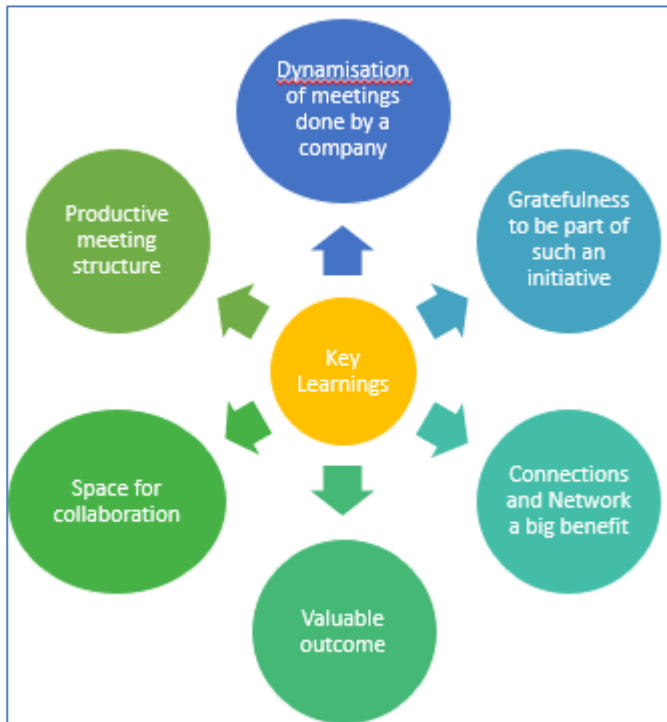 Dynamisation
of meetings
done by a
company
Productive
meeting
structure
Gratefulness
to be part of
such an
initiative
Key
Learnings
Space for
collaboration
Connections
and Network
a big benefit
Valuable
outcome